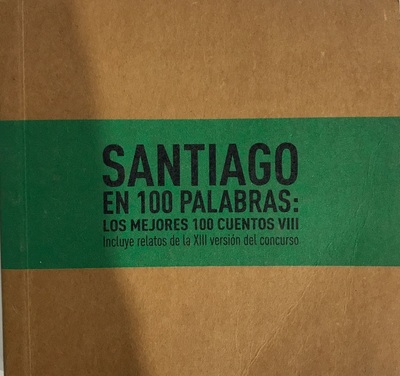 SANTIAGO
EN 100 PALABRAS:
LOS MEJORES 100 CUENTOS VIII
Incluye relatos de la XIII versión del concurso